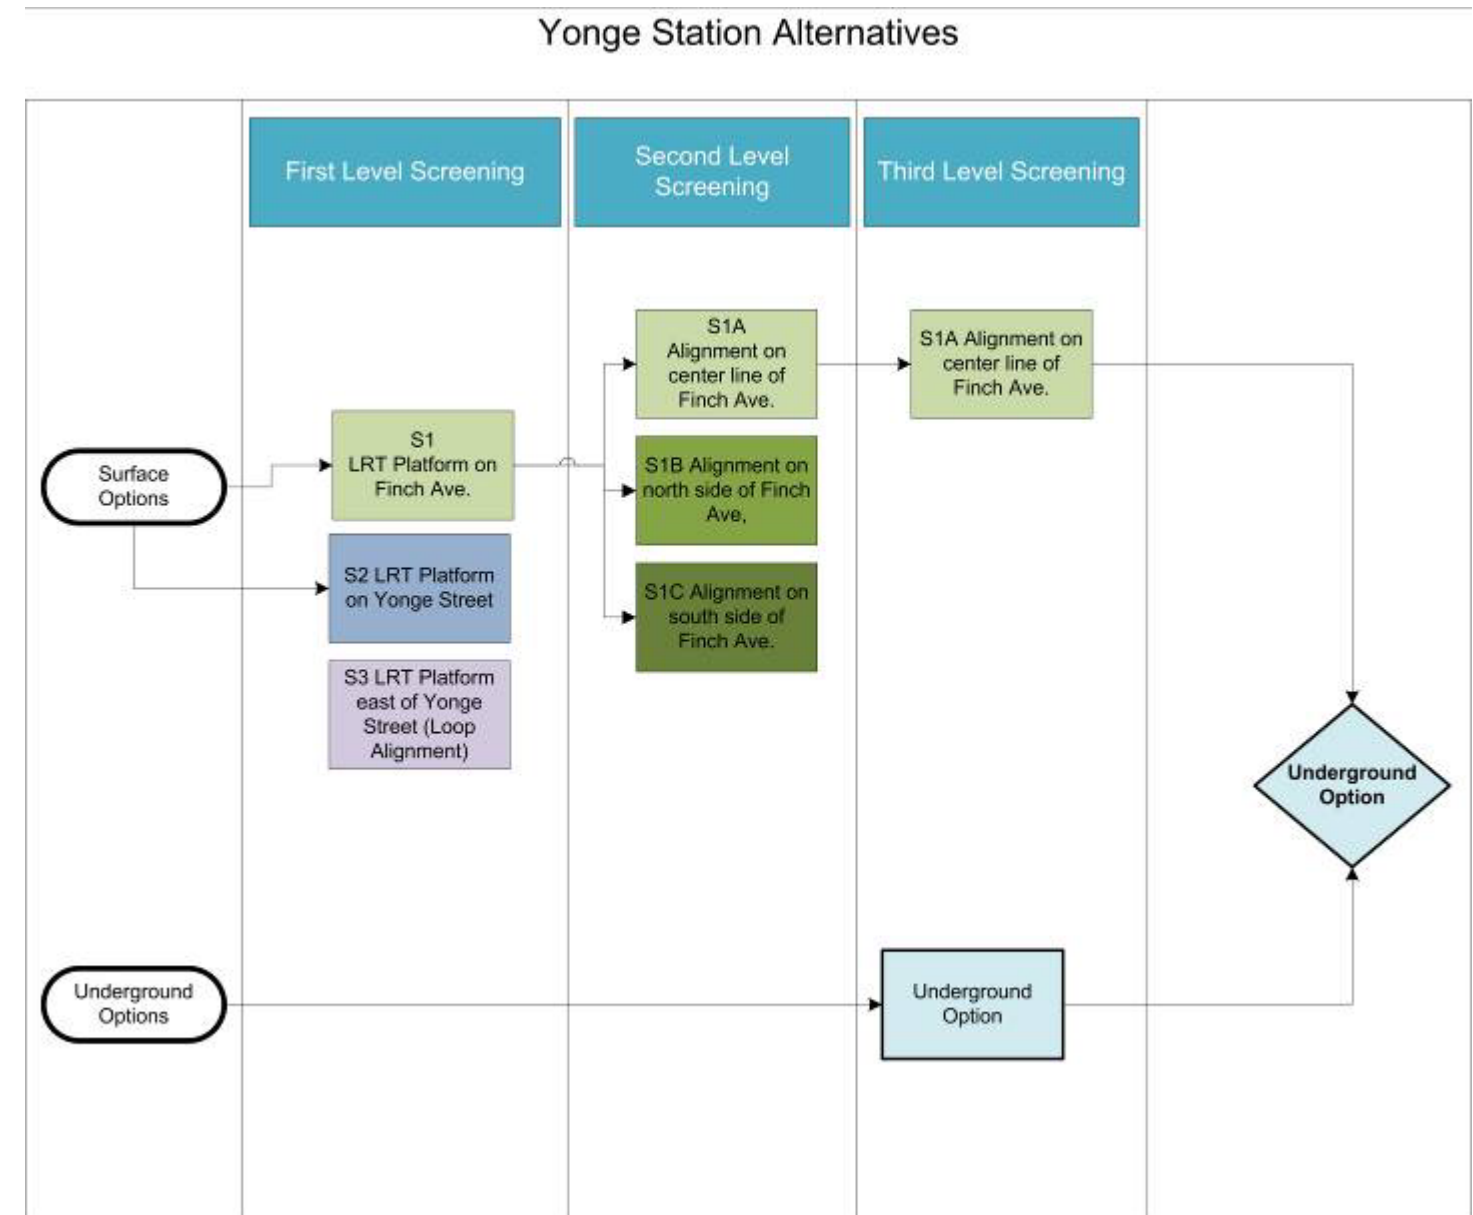 Yonge Station Alternatives
First Level Screening
Second Level
Screening
Third Level Screening
S1A
Alignment on
center line of
Finch Ave.
S1A Alignment on
center line of
Finch Ave.
Surface
Options
S1
LRT Platform on
Finch Ave.
S1B Alignment on
north side of Finch
Ave,
S2 LRT Platform
on Yonge Street
S1C Alignment on
south side of
Finch Ave.
S3 LRT Platform
east of Yonge
Street (Loop
Alignment)
Underground
Option
Underground
Options
Underground
Option